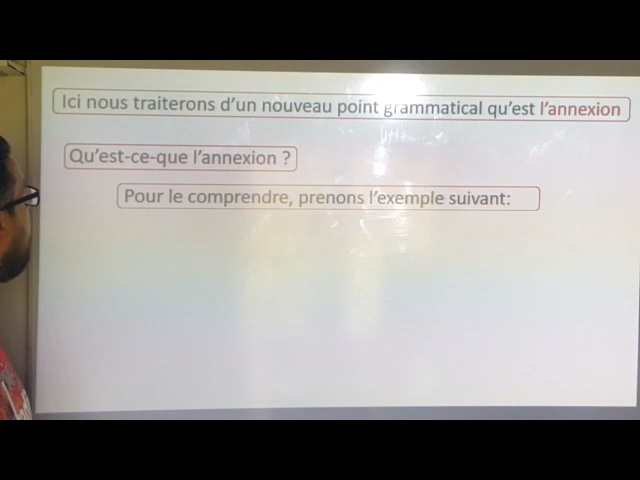 Ici nous traiterons d'un nouveau point grammatical qu'est l'annexion
Qu'est-ce-que l'annexion ?
Pour le comprendre, prenons l'exemple suivant: